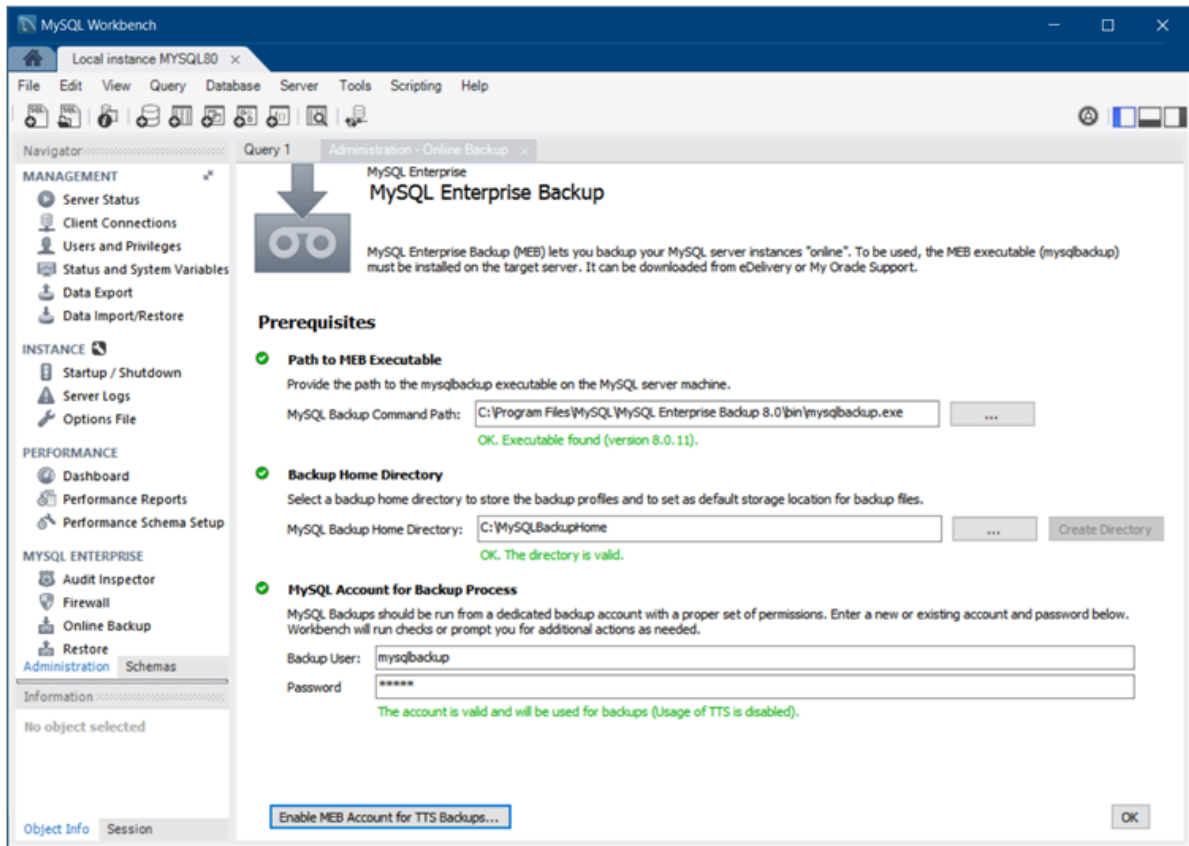 MySQL Workbench
Local instance MYSQL80
File Edit View Query Database Server Tools Scripting Help
Navigator
MANAGEMENT
Server Status
Client Connections
Users and Privileges
Status and System Variables
Data Export
Data Import/Restore
INSTANCE
Startup / Shutdown
Server Logs
Options File
PERFORMANCE
Dashboard
Performance Reports
Performance Schema Setup
MYSQL ENTERPRISE
Audit Inspector
Firewall
Online Backup
Restore
Administration Schemas
Information
No object selected
Object Info Session
Query 1 Administration - Online Backup
MySQL Enterprise
MySQL Enterprise Backup
MySQL Enterprise Backup (MEB) lets you backup your MySQL server instances "online". To be used, the MEB executable (mysqlbackup)
must be installed on the target server. It can be downloaded from eDelivery or My Oracle Support.
Prerequisites
Path to MEB Executable
Provide the path to the mysqlbackup executable on the MySQL server machine.
MySQL Backup Command Path: C:\Program Files\MySQL\MySQL Enterprise Backup 8.0\bin\mysqlbackup.exe ...
OK. Executable found (version 8.0.11).
Backup Home Directory
Select a backup home directory to store the backup profiles and to set as default storage location for backup files.
MySQL Backup Home Directory: C:\MySQLBackupHome ... Create Directory
OK. The directory is valid.
MySQL Account for Backup Process
MySQL Backups should be run from a dedicated backup account with a proper set of permissions. Enter a new or existing account and password below.
Workbench will run checks or prompt you for additional actions as needed.
Backup User: mysqlbackup
Password *****
The account is valid and will be used for backups (Usage of TTS is disabled).
Enable MEB Account for TTS Backups... OK